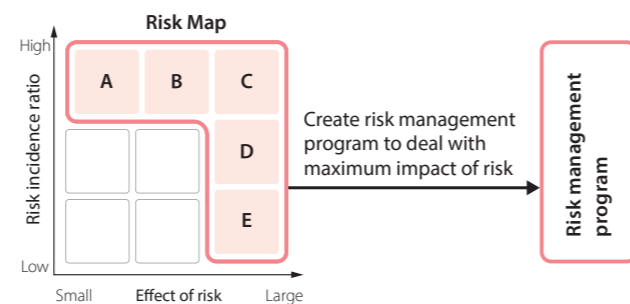 Risk Map
High
Risk incidence ratio
Low
A
B
C
D
E
Small
Effect of risk
Large
Create risk management
program to deal with
maximum impact of risk
Risk management
program